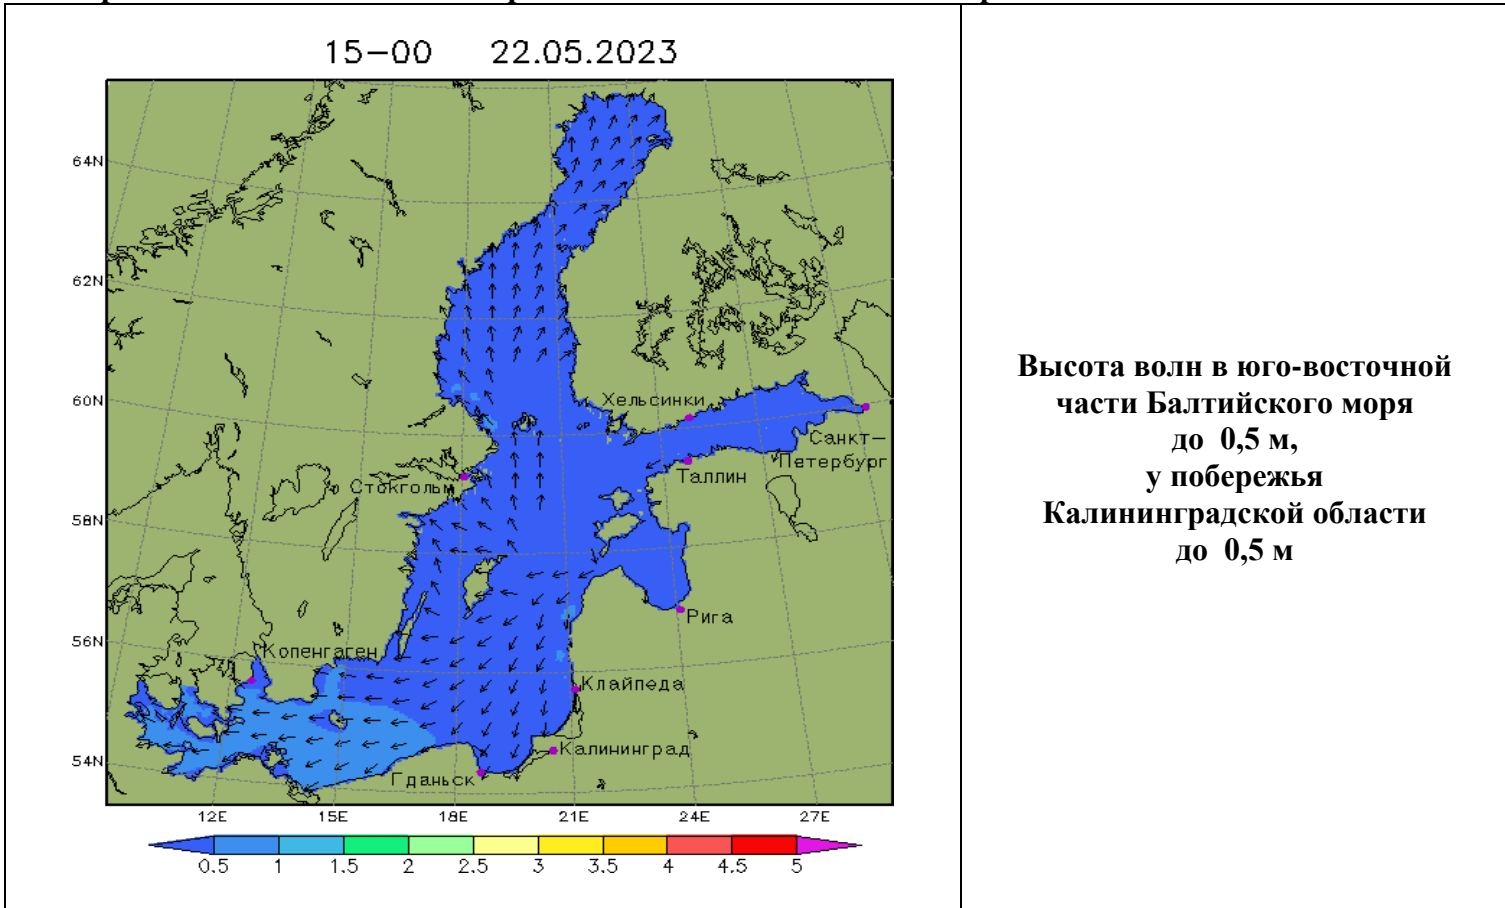 15-00 22.05.2023
64N
62N
60N
58N
56N
54N
Хельсинки
Санкт-
Петербург
Таллин
Стокгольм
Рига
Копенгаген
Клайпеда
Калининград
Гданьск
12E 15E 18E 21E 24E 27E
0.5 1 1.5 2 2.5 3 3.5 4 4.5 5
Высота волн в юго-восточной
части Балтийского моря
до 0,5 м,
у побережья
Калининградской области
до 0,5 м